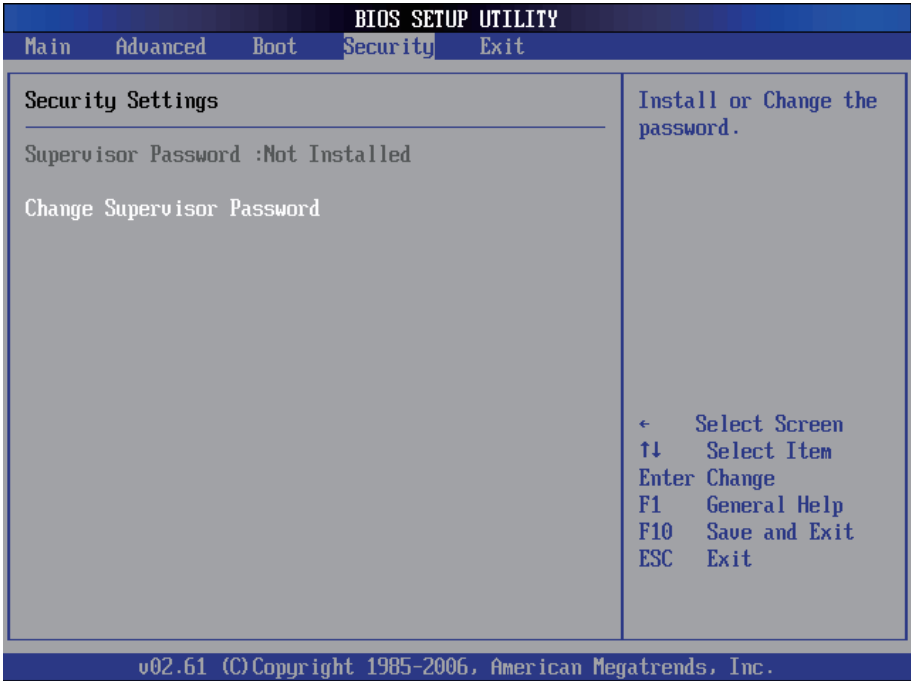 BIOS SETUP UTILITY
Main Advanced Boot Security Exit
Security Settings
Supervisor Password :Not Installed
Change Supervisor Password
Install or Change the
password.
← Select Screen
↑↓ Select Item
Enter Change
F1 General Help
F10 Save and Exit
ESC Exit
v02.61 (C)Copyright 1985-2006, American Megatrends, Inc.